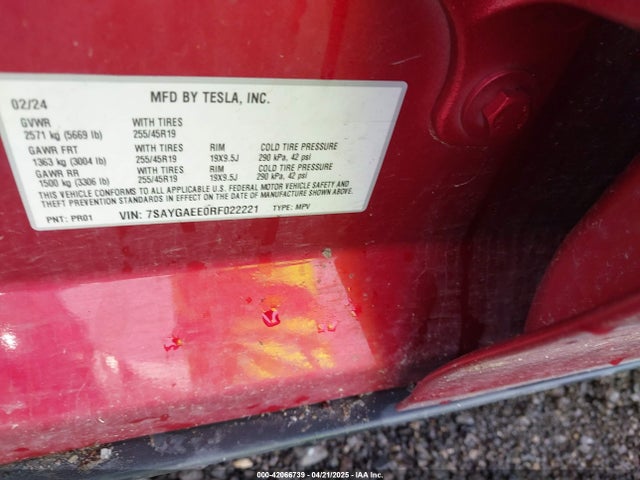 02/24 MFD BY TESLA, INC.
GVWR WITH TIRES
2571 kg (5669 lb) 255/45R19
GAWR FRT WITH TIRES RIM COLD TIRE PRESSURE
1363 kg (3004 lb) 255/45R19 19X9.5J 290 kPa, 42 psi
GAWR RR WITH TIRES RIM COLD TIRE PRESSURE
1500 kg (3306 lb) 255/45R19 19X9.5J 290 kPa, 42 psi
THIS VEHICLE CONFORMS TO ALL APPLICABLE U.S. FEDERAL MOTOR VEHICLE SAFETY AND
THEFT PREVENTION STANDARDS IN EFFECT ON THE DATE OF MANUFACTURE SHOWN ABOVE.
PNT: PR01 VIN: 7SAYGAEE0RF022221 TYPE: MPV
000-42066739 - 04/21/2025 - IAA Inc.